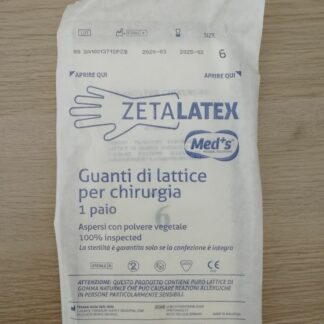 LOT
SIZE
2020-03
2025-02
6
APRIRE QUI
APRIRE QUI
ZETALATEX
Med's
Guanti di lattice
per chirurgia
1 paio
6
Aspersi con polvere vegetale
100% inspected
La sterilità è garantita solo se la confezione è integra
STERILE R
2
ATTENZIONE: QUESTO PRODOTTO CONTIENE PURO LATTICE DI
GOMMA NATURALE CHE PUÒ CAUSARE REAZIONI ALLERGICHE
IN PERSONE PARTICOLARMENTE SENSIBILI.